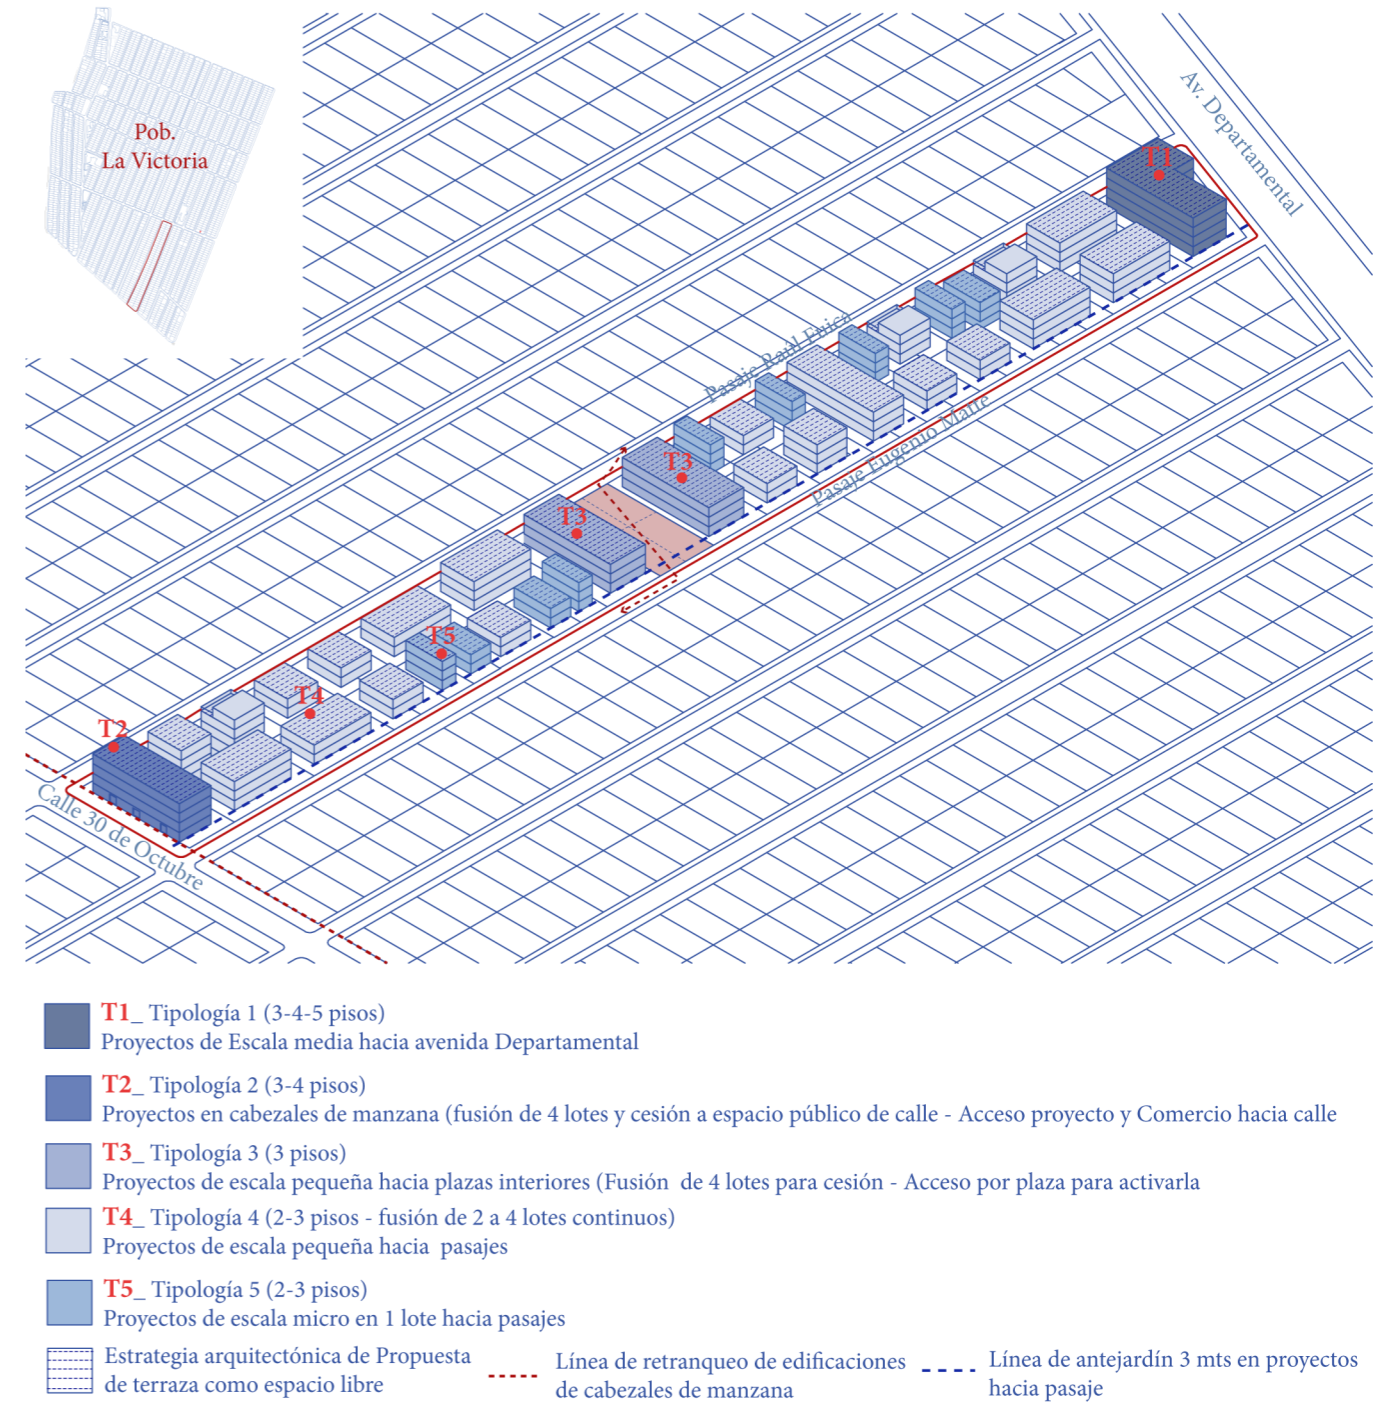 Pob.
La Victoria
Av. Departamental
T1
Pasaje Raúl Fuica
T3
Pasaje Eugenio Matte
T3
T5
T4
T2
Calle 30 de Octubre
T1_ Tipología 1 (3-4-5 pisos)
Proyectos de Escala media hacia avenida Departamental
T2_ Tipología 2 (3-4 pisos)
Proyectos en cabezales de manzana (fusión de 4 lotes y cesión a espacio público de calle - Acceso proyecto y Comercio hacia calle
T3_ Tipología 3 (3 pisos)
Proyectos de escala pequeña hacia plazas interiores (Fusión de 4 lotes para cesión - Acceso por plaza para activarla
T4_ Tipología 4 (2-3 pisos - fusión de 2 a 4 lotes continuos)
Proyectos de escala pequeña hacia pasajes
T5_ Tipología 5 (2-3 pisos)
Proyectos de escala micro en 1 lote hacia pasajes
Estrategia arquitectónica de Propuesta
de terraza como espacio libre
Línea de retranqueo de edificaciones
de cabezales de manzana
Línea de antejardín 3 mts en proyectos
hacia pasaje